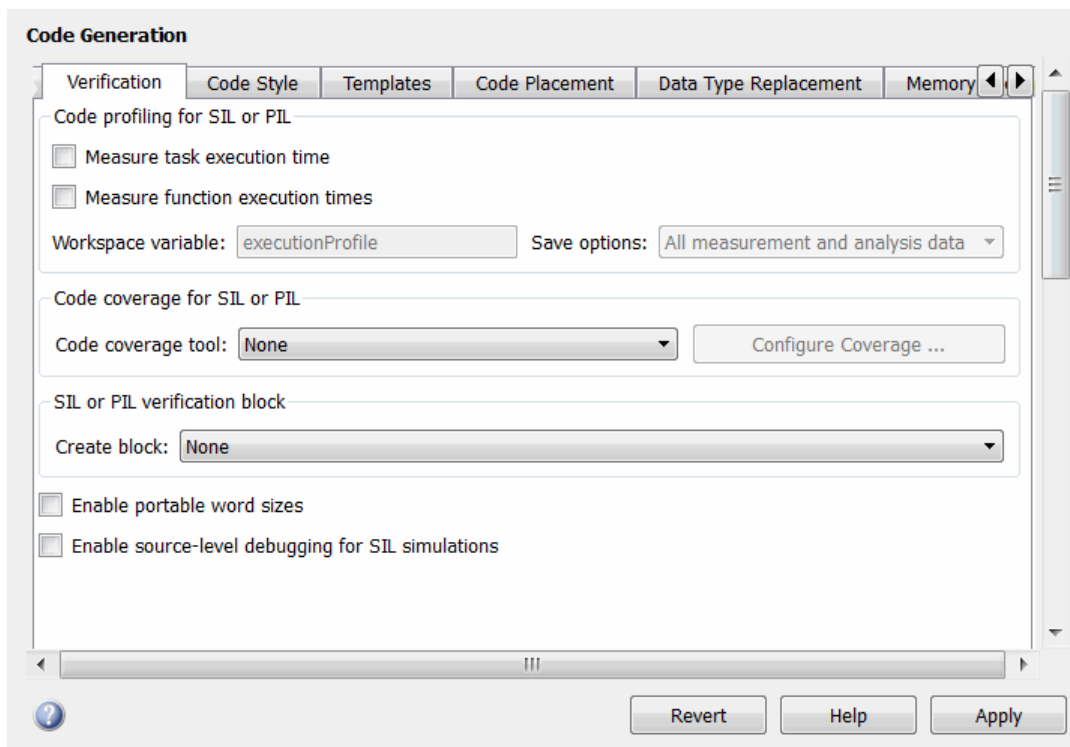 Code Generation
Verification Code Style Templates Code Placement Data Type Replacement Memory
Code profiling for SIL or PIL
Measure task execution time
Measure function execution times
Workspace variable: executionProfile Save options: All measurement and analysis data
Code coverage for SIL or PIL
Code coverage tool: None Configure Coverage ...
SIL or PIL verification block
Create block: None
Enable portable word sizes
Enable source-level debugging for SIL simulations
? Revert Help Apply